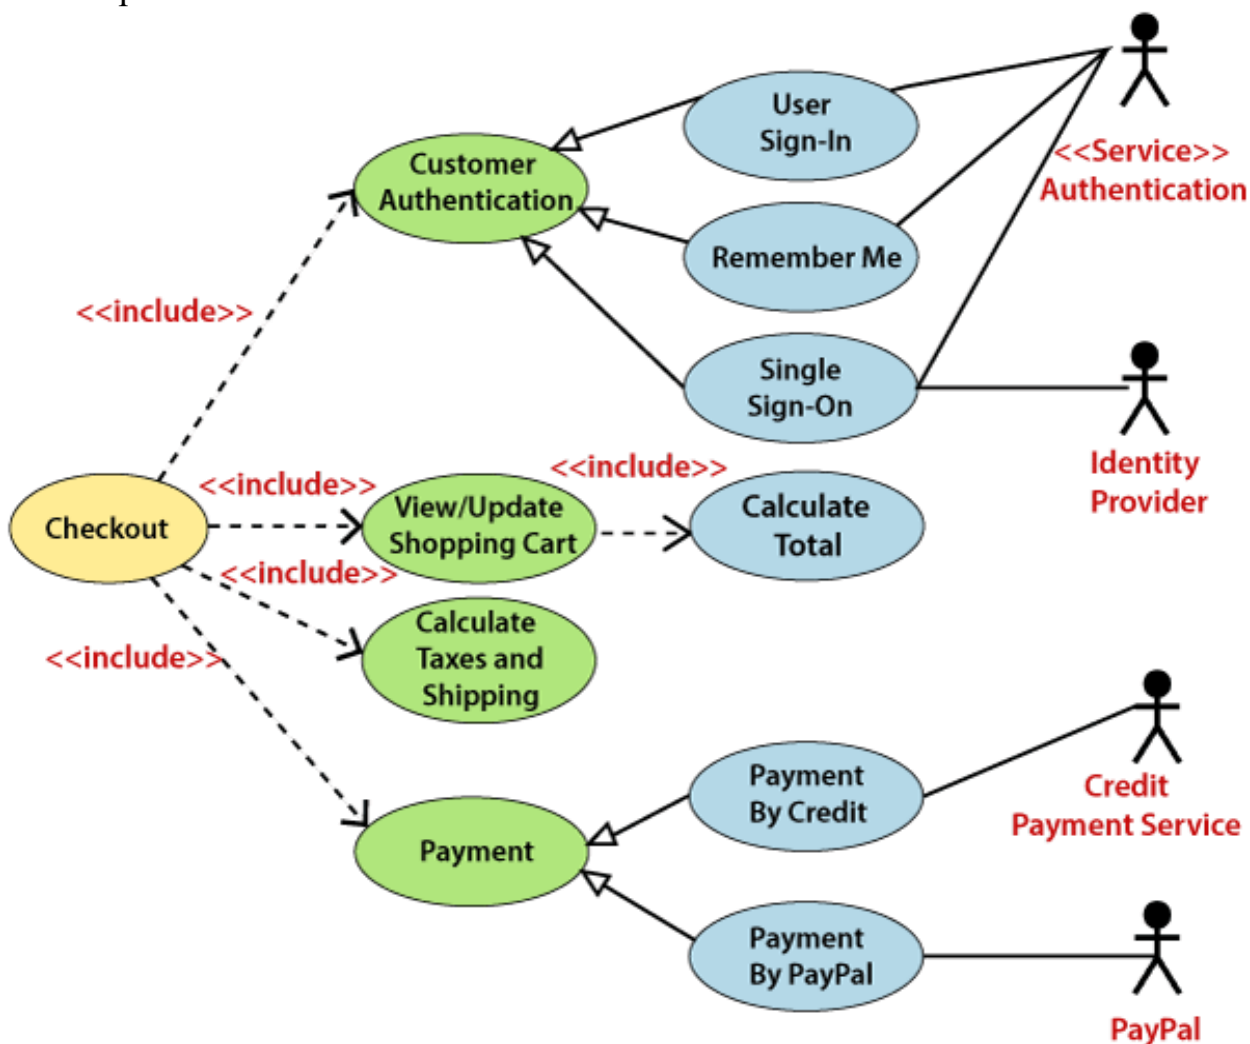 User
Sign-In
<<Service>>
Authentication
Customer
Authentication
Remember Me
<<include>>
Single
Sign-On
Identity
Provider
<<include>>
<<include>>
Checkout
View/Update
Shopping Cart
Calculate
Total
<<include>>
Calculate
Taxes and
Shipping
<<include>>
Payment
By Credit
Credit
Payment Service
Payment
Payment
By PayPal
PayPal